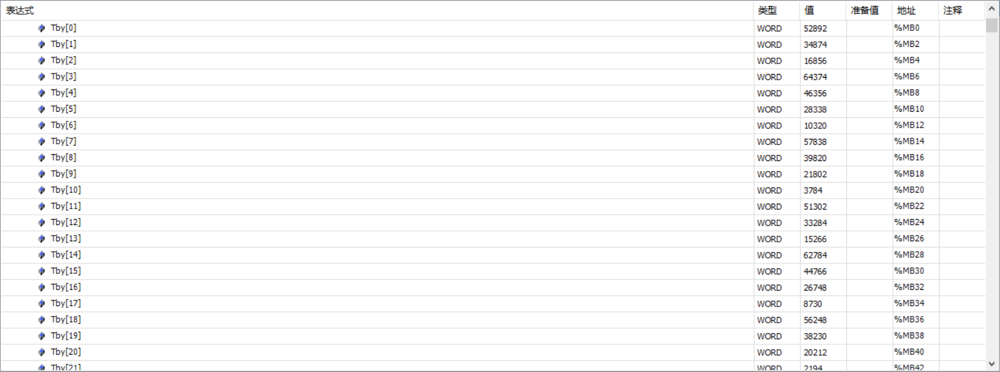 表达式 类型 值 准备值 地址 注释
Tby[0] WORD 52892 %MB0
Tby[1] WORD 34874 %MB2
Tby[2] WORD 16856 %MB4
Tby[3] WORD 64374 %MB6
Tby[4] WORD 46356 %MB8
Tby[5] WORD 28338 %MB10
Tby[6] WORD 10320 %MB12
Tby[7] WORD 57838 %MB14
Tby[8] WORD 39820 %MB16
Tby[9] WORD 21802 %MB18
Tby[10] WORD 3784 %MB20
Tby[11] WORD 51302 %MB22
Tby[12] WORD 33284 %MB24
Tby[13] WORD 15266 %MB26
Tby[14] WORD 62784 %MB28
Tby[15] WORD 44766 %MB30
Tby[16] WORD 26748 %MB32
Tby[17] WORD 8730 %MB34
Tby[18] WORD 56248 %MB36
Tby[19] WORD 38230 %MB38
Tby[20] WORD 20212 %MB40
Tby[21] WORD 2194 %MB42